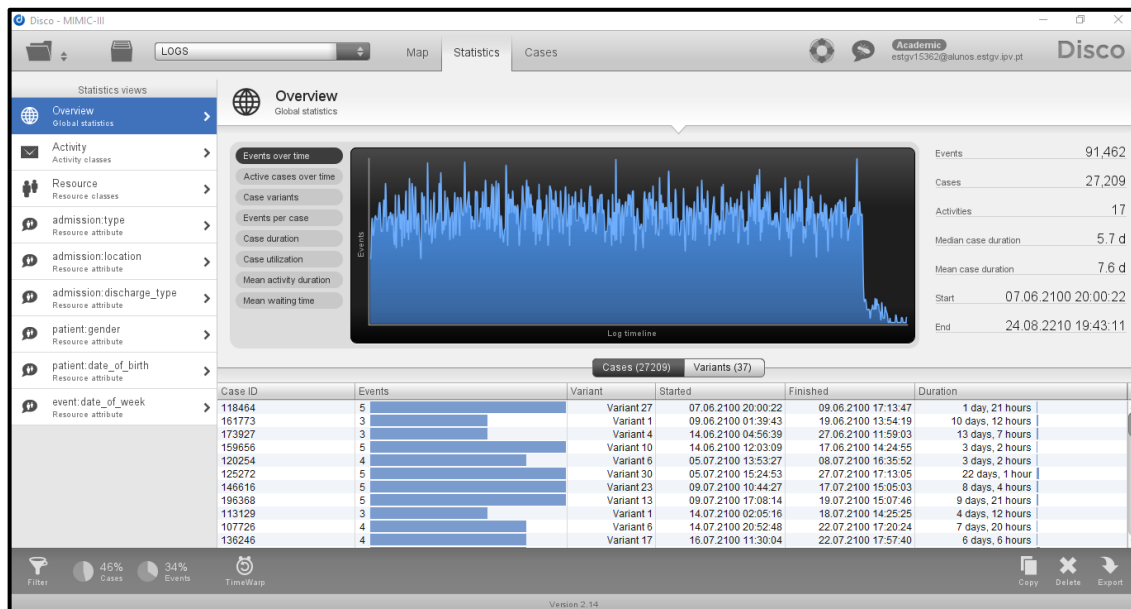 Disco - MIMIC-III
LOGS
Map
Statistics
Cases
Academic
estgv15362@alunos.estgv.ipv.pt
Disco
Statistics views
Overview
Global statistics
Activity
Activity classes
Resource
Resource classes
admission:type
Resource attribute
admission:location
Resource attribute
admission:discharge_type
Resource attribute
patient:gender
Resource attribute
patient:date_of_birth
Resource attribute
event:date_of_week
Resource attribute
Overview
Global statistics
Events over time
Active cases over time
Case variants
Events per case
Case duration
Case utilization
Mean activity duration
Mean waiting time
Events
Log timeline
Events 91,462
Cases 27,209
Activities 17
Median case duration 5.7 d
Mean case duration 7.6 d
Start 07.06.2100 20:00:22
End 24.08.2210 19:43:11
Cases (27209) Variants (37)
Case ID Events Variant Started Finished Duration
118464 5 Variant 27 07.06.2100 20:00:22 09.06.2100 17:13:47 1 day, 21 hours
161773 3 Variant 1 09.06.2100 01:39:43 19.06.2100 13:54:19 10 days, 12 hours
173927 3 Variant 4 14.06.2100 04:56:39 27.06.2100 11:59:03 13 days, 7 hours
159656 5 Variant 10 14.06.2100 12:03:09 17.06.2100 14:24:55 3 days, 2 hours
120254 4 Variant 6 05.07.2100 13:53:27 08.07.2100 16:35:52 3 days, 2 hours
125272 5 Variant 30 05.07.2100 15:24:53 27.07.2100 17:13:05 22 days, 1 hour
146616 5 Variant 23 09.07.2100 10:44:27 17.07.2100 15:05:03 8 days, 4 hours
196368 5 Variant 13 09.07.2100 17:08:14 19.07.2100 15:07:46 9 days, 21 hours
113129 3 Variant 1 14.07.2100 02:05:16 18.07.2100 14:25:25 4 days, 12 hours
107726 4 Variant 6 14.07.2100 20:52:48 22.07.2100 17:20:24 7 days, 20 hours
136246 4 Variant 17 16.07.2100 11:30:04 22.07.2100 17:57:40 6 days, 6 hours
Filter
46% Cases
34% Events
TimeWarp
Copy
Delete
Export
Version 2.14